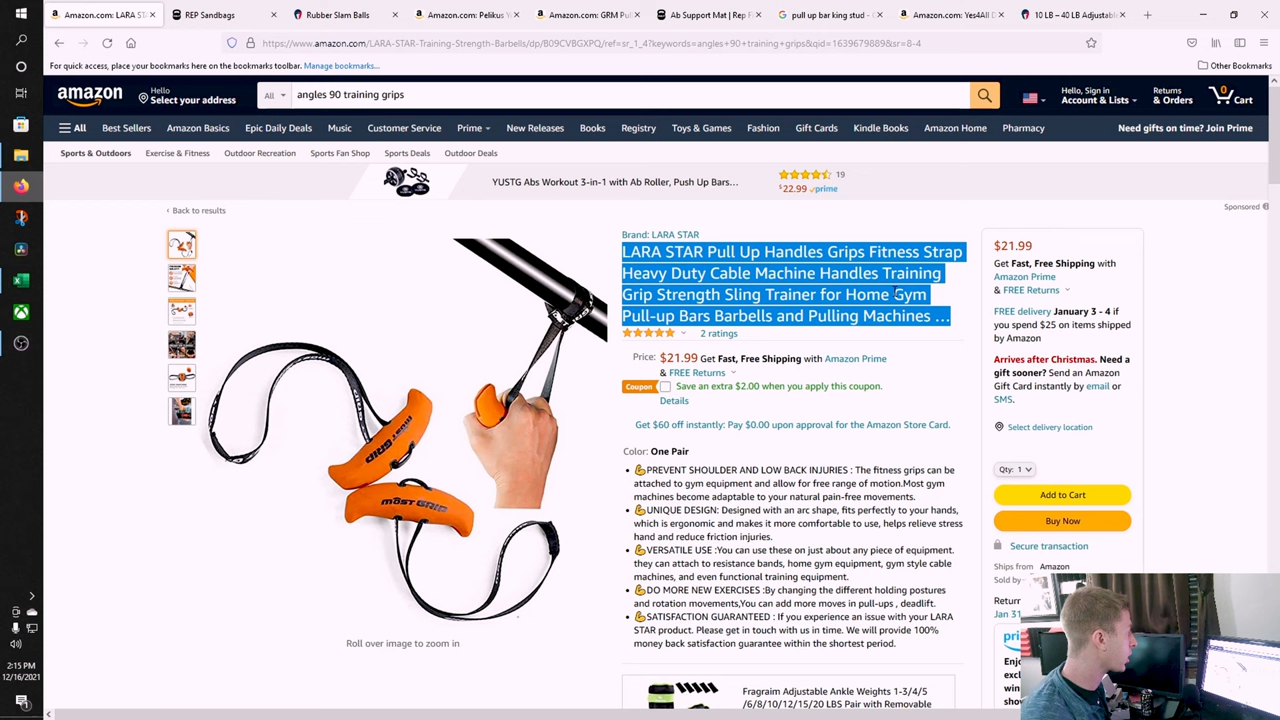 Amazon.com: LARA STAR
REP Sandbags
Rubber Slam Balls
Amazon.com: Pelikus
Amazon.com: GRM Pul
Ab Support Mat | Rep F
pull up bar king stud -
Amazon.com: Yes4All D
10 LB – 40 LB Adjustable
https://www.amazon.com/LARA-STAR-Training-Strength-Barbells/dp/B09CVBGXPQ/ref=sr_1_4?keywords=angles+90+training+grips&qid=1639679889&sr=8-4
For quick access, place your bookmarks here on the bookmarks toolbar. Manage bookmarks...
Other Bookmarks
amazon
Hello
Select your address
All
angles 90 training grips
Hello, Sign in
Account & Lists
Returns
& Orders
0
Cart
All
Best Sellers
Amazon Basics
Epic Daily Deals
Music
Customer Service
Prime
New Releases
Books
Registry
Toys & Games
Fashion
Gift Cards
Kindle Books
Amazon Home
Pharmacy
Need gifts on time? Join Prime
Sports & Outdoors
Exercise & Fitness
Outdoor Recreation
Sports Fan Shop
Sports Deals
Outdoor Deals
YUSTG Abs Workout 3-in-1 with Ab Roller, Push Up Bars...
19
$22.99 prime
‹ Back to results
Sponsored
Brand: LARA STAR
LARA STAR Pull Up Handles Grips Fitness Strap
Heavy Duty Cable Machine Handles Training
Grip Strength Sling Trainer for Home Gym
Pull-up Bars Barbells and Pulling Machines ...
2 ratings
Price: $21.99 Get Fast, Free Shipping with Amazon Prime
& FREE Returns
Coupon Save an extra $2.00 when you apply this coupon.
Details
Get $60 off instantly: Pay $0.00 upon approval for the Amazon Store Card.
Color: One Pair
• 💪PREVENT SHOULDER AND LOW BACK INJURIES : The fitness grips can be
attached to gym equipment and allow for free range of motion.Most gym
machines become adaptable to your natural pain-free movements.
• 💪UNIQUE DESIGN: Designed with an arc shape, fits perfectly to your hands,
which is ergonomic and makes it more comfortable to use, helps relieve stress
hand and reduce friction injuries.
• 💪VERSATILE USE :You can use these on just about any piece of equipment.
they can attach to resistance bands, home gym equipment, gym style cable
machines, and even functional training equipment.
• 💪DO MORE NEW EXERCISES :By changing the different holding postures
and rotation movements,You can add more moves in pull-ups , deadlift.
• 💪SATISFACTION GUARANTEED : If you experience an issue with your LARA
STAR product. Please get in touch with us in time. We will provide 100%
money back satisfaction guarantee within the shortest period.
Fragraim Adjustable Ankle Weights 1-3/4/5
/6/8/10/12/15/20 LBS Pair with Removable
MOST GRIP
MOST GRIP
Roll over image to zoom in
$21.99
Get Fast, Free Shipping with
Amazon Prime
& FREE Returns
FREE delivery January 3 - 4 if
you spend $25 on items shipped
by Amazon
Arrives after Christmas. Need a
gift sooner? Send an Amazon
Gift Card instantly by email or
SMS.
Select delivery location
Qty: 1
Add to Cart
Buy Now
Secure transaction
Ships from Amazon
Sold by
Return
Jan 31
prim
Enjoy
exclu
win
show
2:15 PM
12/16/2021